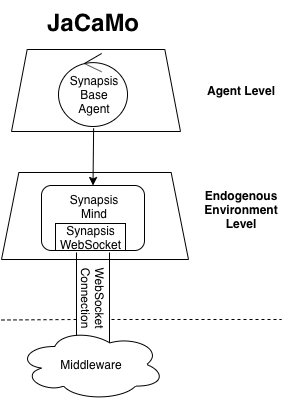 JaCaMo
Synapsis
Base
Agent
Agent Level
Synapsis
Mind
Synapsis
WebSocket
Endogenous
Environment
Level
WebSocket
Connection
Middleware